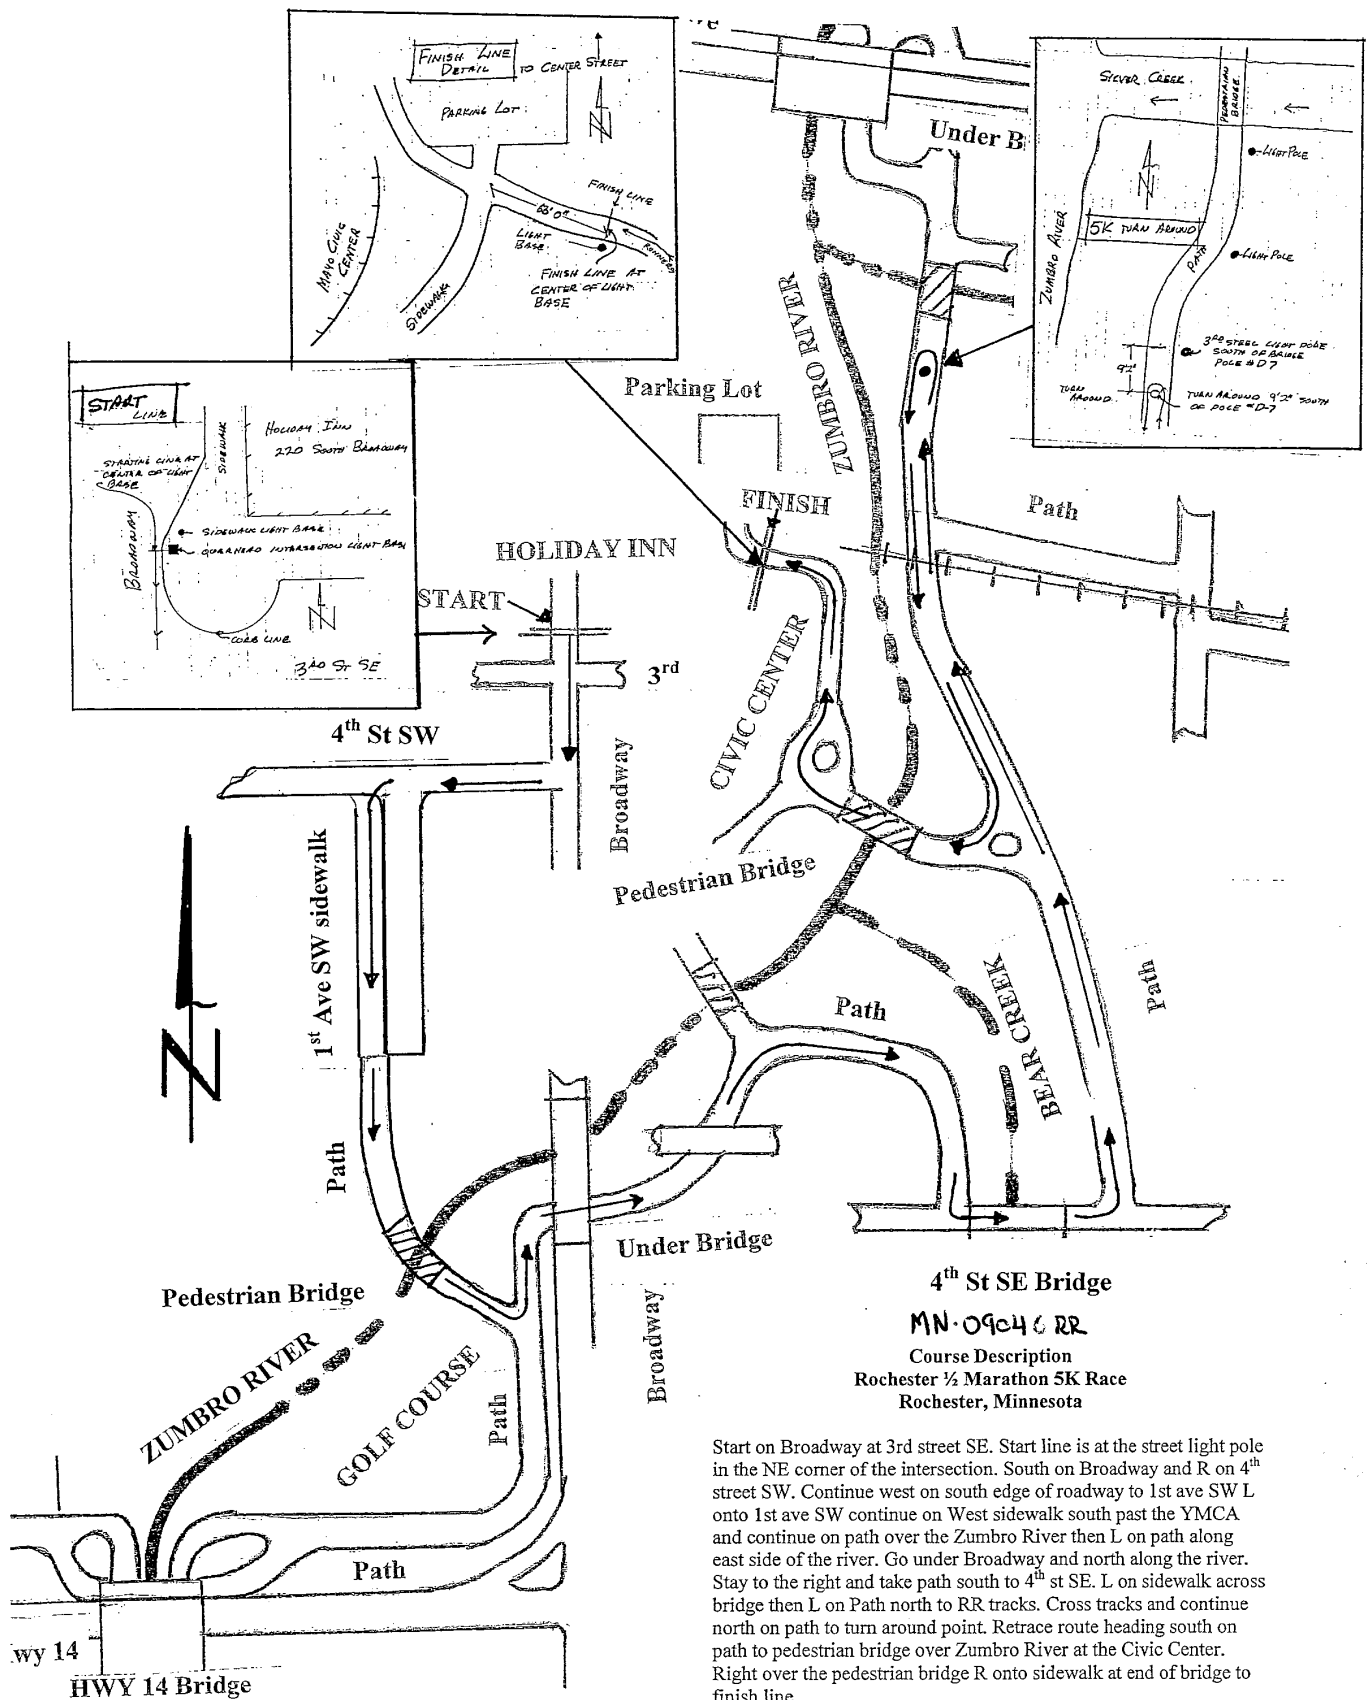 FINISH LINE
DETAIL
TO CENTER STREET
PARKING LOT
N
FINISH LINE
68'0"
LIGHT
BASE
RUNNERS
FINISH LINE AT
CENTER OF LIGHT
BASE
MAYO CIVIC
CENTER
SIDEWALK
Under B
SILVER CREEK
PEDESTRIAN
BRIDGE
LIGHT POLE
N
5K TURN AROUND
PATH
LIGHT POLE
ZUMBRO RIVER
3RD STEEL LIGHT POLE
SOUTH OF BRIDGE
POLE #D7
9'2"
TURN
AROUND
TURN AROUND 9'2" SOUTH
OF POLE #D-7
START
LINE
SIDEWALK
HOLIDAY INN
220 SOUTH BROADWAY
STARTING LINE AT
CENTER OF LIGHT
BASE
SIDEWALK LIGHT BASE
OVERHEAD INTERSECTION LIGHT BASE
BROADWAY
N
CURB LINE
3RD ST SE
Parking Lot
ZUMBRO RIVER
FINISH
Path
HOLIDAY INN
START
3rd
CIVIC CENTER
4th St SW
Broadway
1st Ave SW sidewalk
Pedestrian Bridge
N
Path
BEAR CREEK
Path
Path
Under Bridge
Pedestrian Bridge
Broadway
ZUMBRO RIVER
GOLF COURSE
Path
Path
wy 14
HWY 14 Bridge
4th St SE Bridge
MN·09046 RR
Course Description
Rochester ½ Marathon 5K Race
Rochester, Minnesota
Start on Broadway at 3rd street SE. Start line is at the street light pole
in the NE corner of the intersection. South on Broadway and R on 4th
street SW. Continue west on south edge of roadway to 1st ave SW L
onto 1st ave SW continue on West sidewalk south past the YMCA
and continue on path over the Zumbro River then L on path along
east side of the river. Go under Broadway and north along the river.
Stay to the right and take path south to 4th st SE. L on sidewalk across
bridge then L on Path north to RR tracks. Cross tracks and continue
north on path to turn around point. Retrace route heading south on
path to pedestrian bridge over Zumbro River at the Civic Center.
Right over the pedestrian bridge R onto sidewalk at end of bridge to
finish line